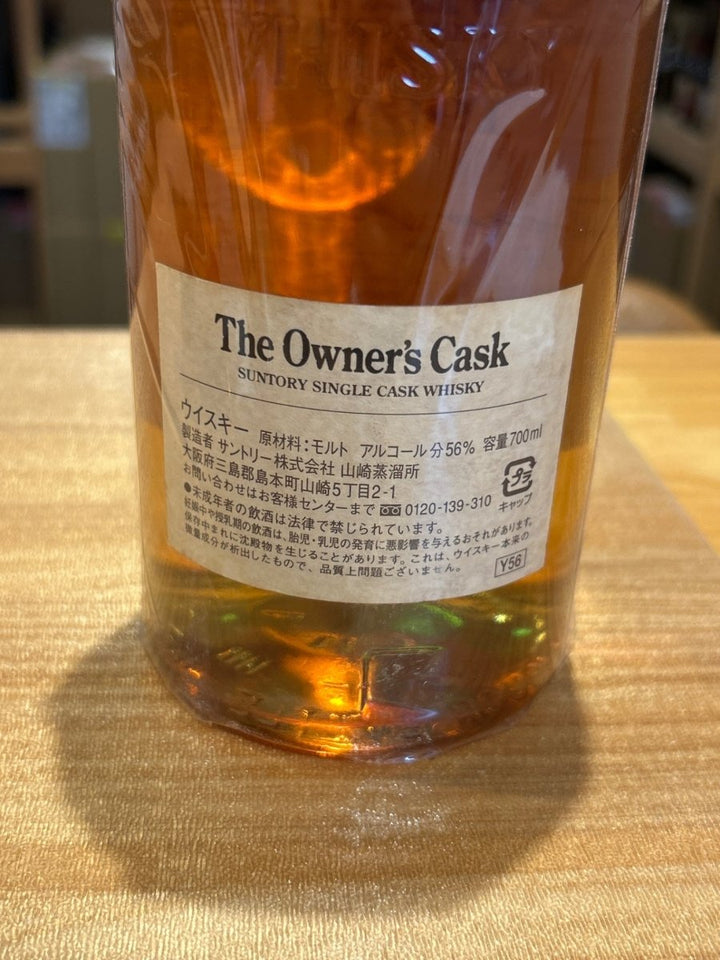 WHISKY
The Owner's Cask
SUNTORY SINGLE CASK WHISKY
ウイスキー 原材料：モルト アルコール分56% 容量700ml
製造者 サントリー株式会社 山崎蒸溜所
大阪府三島郡島本町山崎5丁目2-1
お問い合わせはお客様センターまで 0120-139-310
プラ
キャップ
●未成年者の飲酒は法律で禁じられています。
妊娠中や授乳期の飲酒は、胎児・乳児の発育に悪影響を与えるおそれがあります。
保存中まれに沈殿物を生じることがあります。これは、ウイスキー本来の
微量成分が析出したもので、品質上問題ございません。
Y56